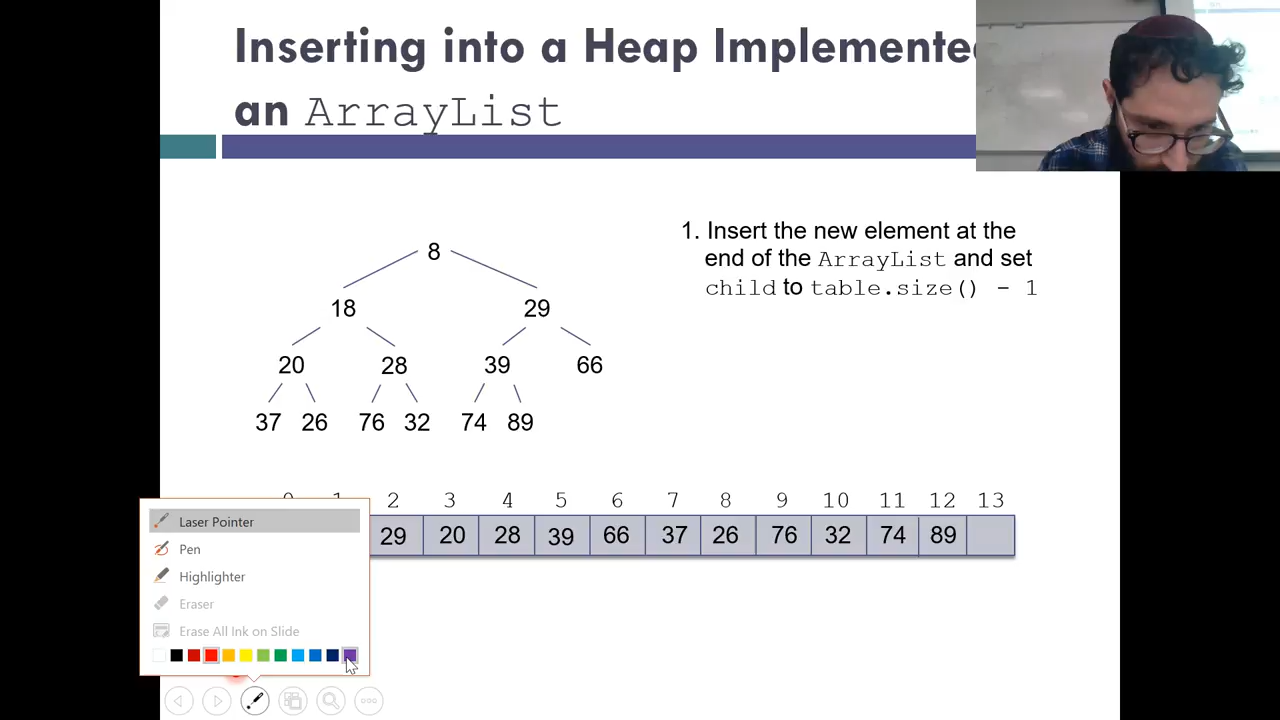 Inserting into a Heap Implemented
an ArrayList
1. Insert the new element at the
end of the ArrayList and set
child to table.size() - 1
8
18 29
20 28 39 66
37 26 76 32 74 89
2 3 4 5 6 7 8 9 10 11 12 13
29 20 28 39 66 37 26 76 32 74 89
Laser Pointer
Pen
Highlighter
Eraser
Erase All Ink on Slide